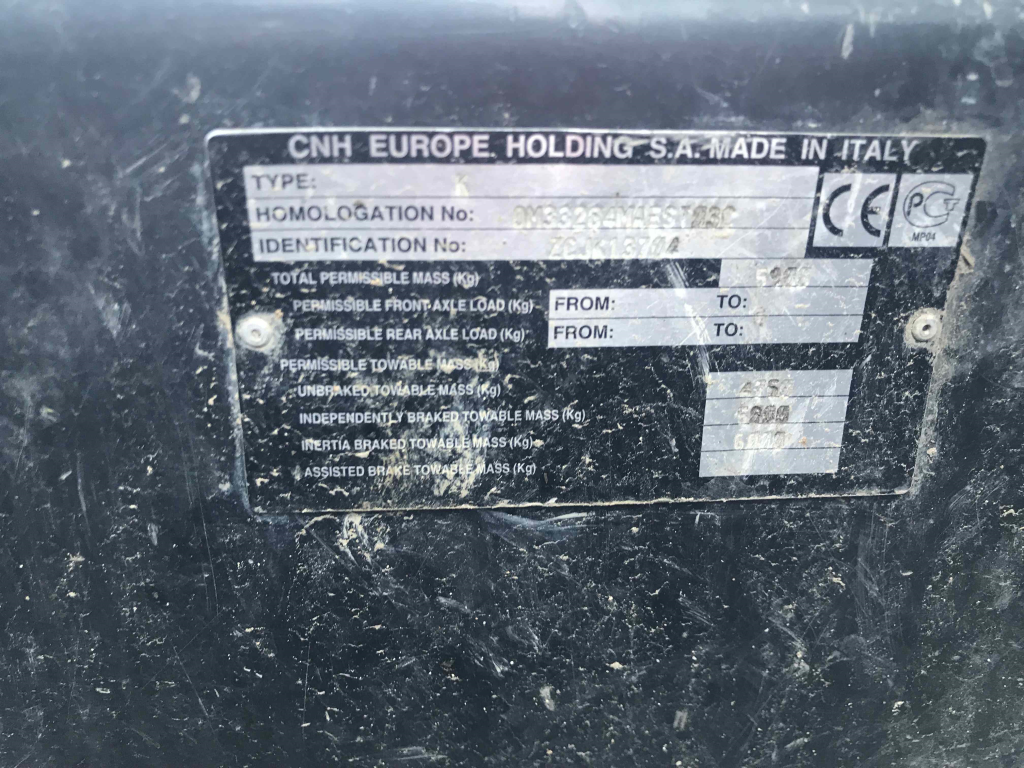 CNH EUROPE HOLDING S.A. MADE IN ITALY
TYPE: K
HOMOLOGATION No:
IDENTIFICATION No:
CE
PCT
MP04
TOTAL PERMISSIBLE MASS (Kg)
PERMISSIBLE FRONT AXLE LOAD (Kg) FROM: TO:
PERMISSIBLE REAR AXLE LOAD (Kg) FROM: TO:
PERMISSIBLE TOWABLE MASS (Kg)
UNBRAKED TOWABLE MASS (Kg)
INDEPENDENTLY BRAKED TOWABLE MASS (Kg)
INERTIA BRAKED TOWABLE MASS (Kg)
ASSISTED BRAKE TOWABLE MASS (Kg)